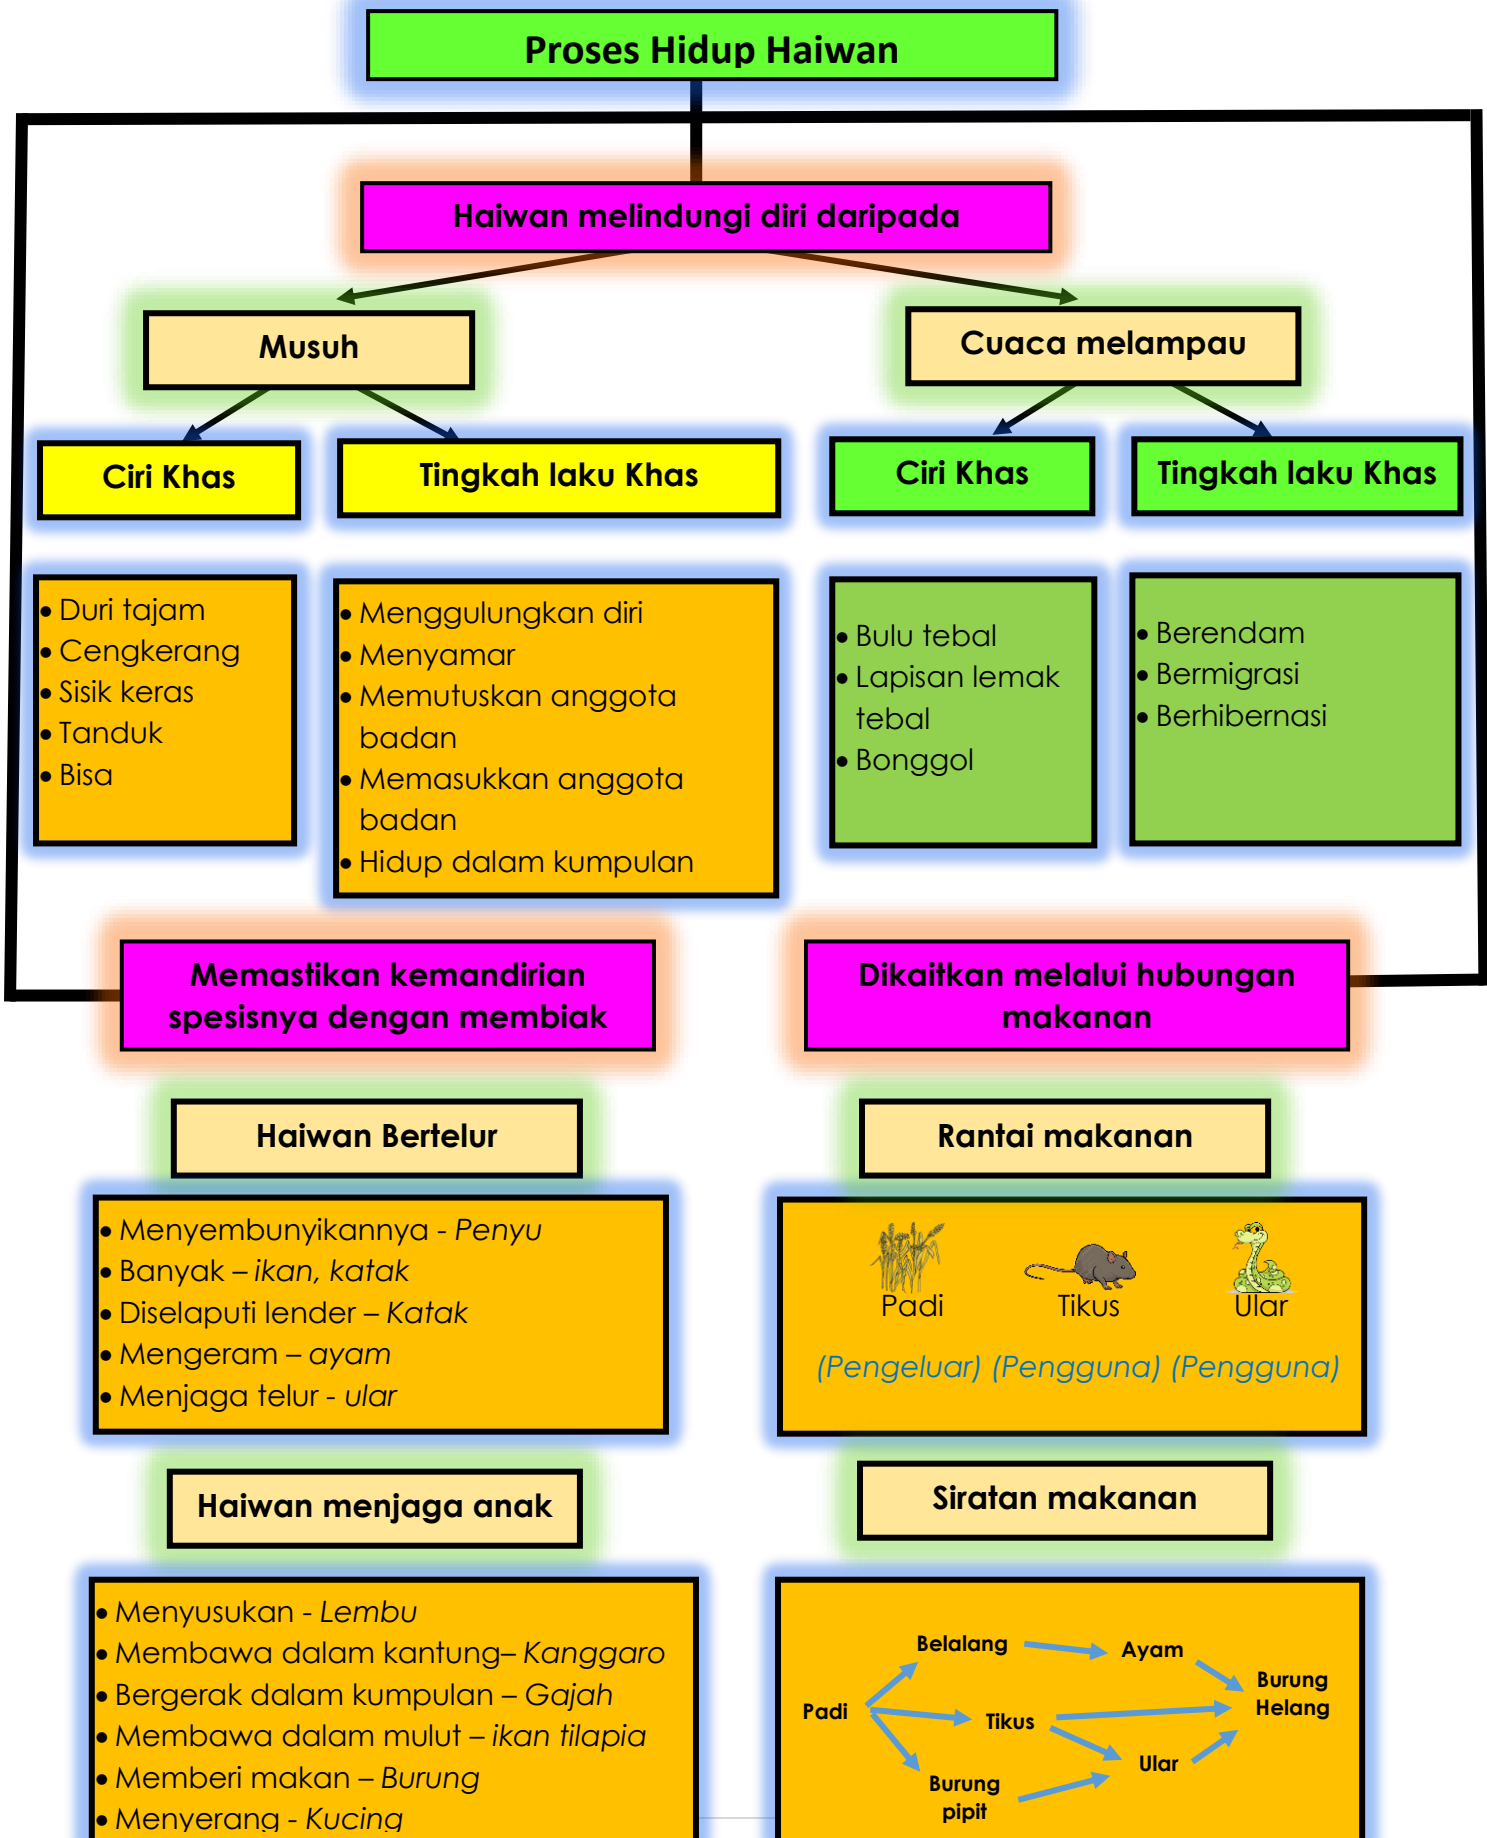 Proses Hidup Haiwan
Haiwan melindungi diri daripada
Musuh
Cuaca melampau
Ciri Khas
Tingkah laku Khas
Ciri Khas
Tingkah laku Khas
• Duri tajam
• Cengkerang
• Sisik keras
• Tanduk
• Bisa
• Menggulungkan diri
• Menyamar
• Memutuskan anggota
badan
• Memasukkan anggota
badan
• Hidup dalam kumpulan
• Bulu tebal
• Lapisan lemak
tebal
• Bonggol
• Berendam
• Bermigrasi
• Berhibernasi
Memastikan kemandirian
spesisnya dengan membiak
Dikaitkan melalui hubungan
makanan
Haiwan Bertelur
• Menyembunyikannya - Penyu
• Banyak – ikan, katak
• Diselaputi lender – Katak
• Mengeram – ayam
• Menjaga telur - ular
Rantai makanan
Padi Tikus Ular
(Pengeluar) (Pengguna) (Pengguna)
Haiwan menjaga anak
• Menyusukan - Lembu
• Membawa dalam kantung– Kanggaro
• Bergerak dalam kumpulan – Gajah
• Membawa dalam mulut – ikan tilapia
• Memberi makan – Burung
• Menyerang - Kucing
Siratan makanan
Belalang
Ayam
Burung
Helang
Padi
Tikus
Ular
Burung
pipit